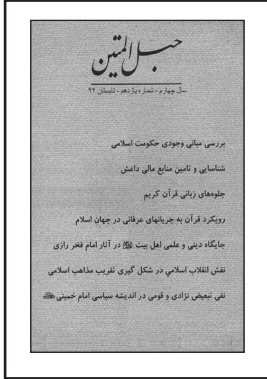 حبل المتین
سال چهارم - شماره یازدهم - تابستان ۹۴
بررسی مبانی وجودی حکومت اسلامی
شناسایی و تامین منابع مالی داعش
جلوه‌های زبانی قرآن کریم
رویکرد قرآن به جریانهای عرفانی در جهان اسلام
جایگاه دینی و علمی اهل بیت در آثار امام فخر رازی
نقش انقلاب اسلامی در شکل گیری تقریب مذاهب اسلامی
نفی تبعیض نژادی و قومی در اندیشه سیاسی امام خمینی